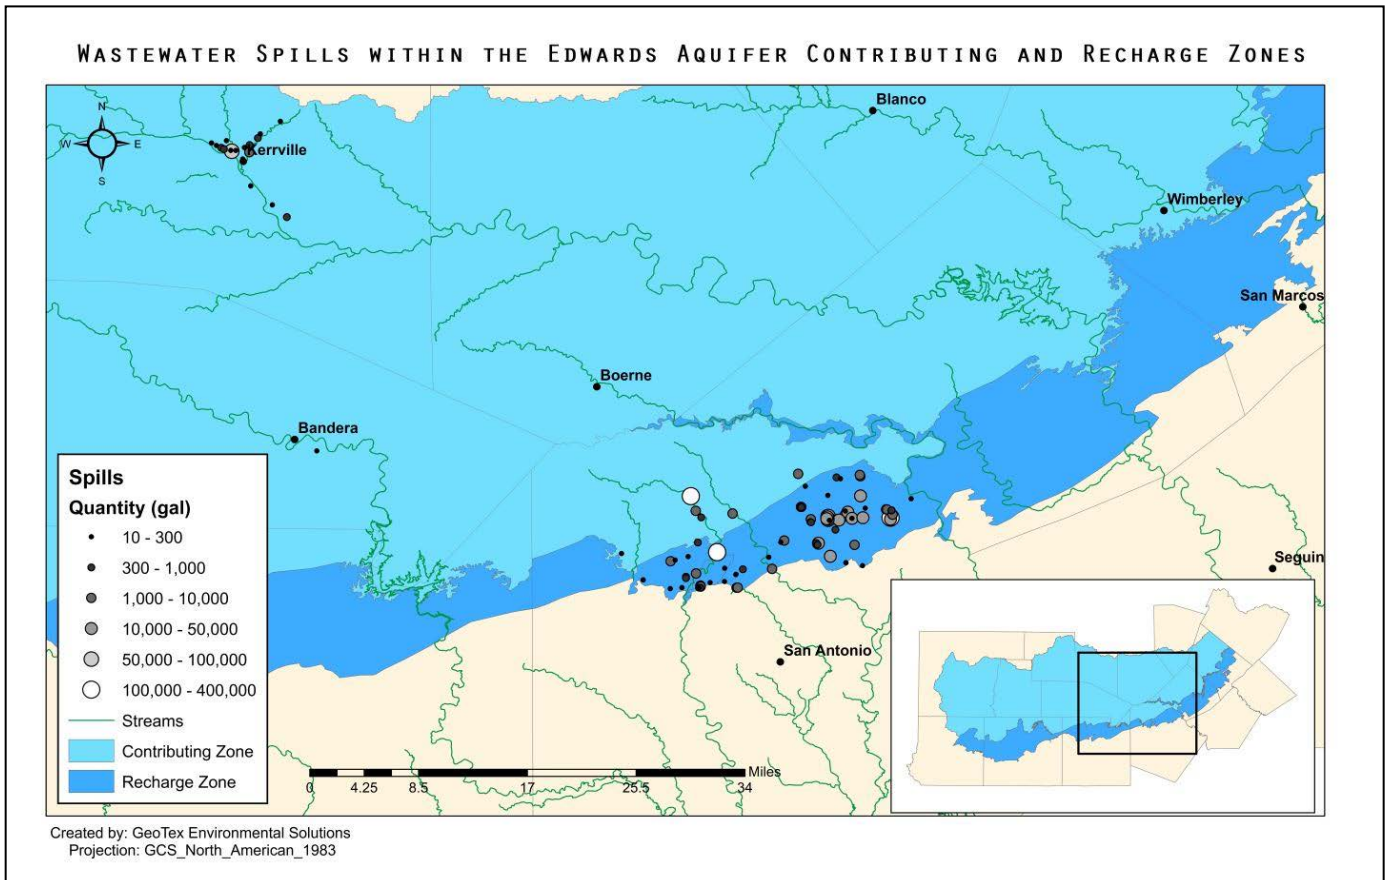 WASTEWATER SPILLS WITHIN THE EDWARDS AQUIFER CONTRIBUTING AND RECHARGE ZONES
N
W E
S
Kerrville
Blanco
Wimberley
San Marcos
Boerne
Bandera
Seguin
San Antonio
Spills
Quantity (gal)
10 - 300
300 - 1,000
1,000 - 10,000
10,000 - 50,000
50,000 - 100,000
100,000 - 400,000
Streams
Contributing Zone
Recharge Zone
Miles
0 4.25 8.5 17 25.5 34
Created by: GeoTex Environmental Solutions
Projection: GCS_North_American_1983